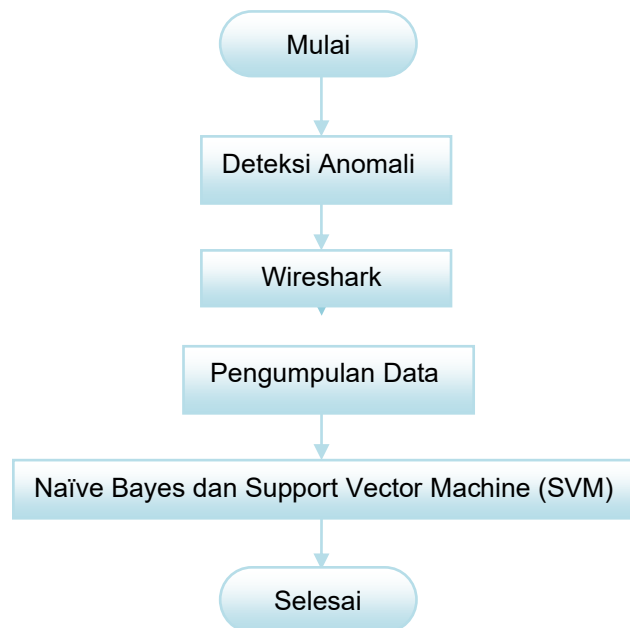 Mulai
Deteksi Anomali
Wireshark
Pengumpulan Data
Naïve Bayes dan Support Vector Machine (SVM)
Selesai